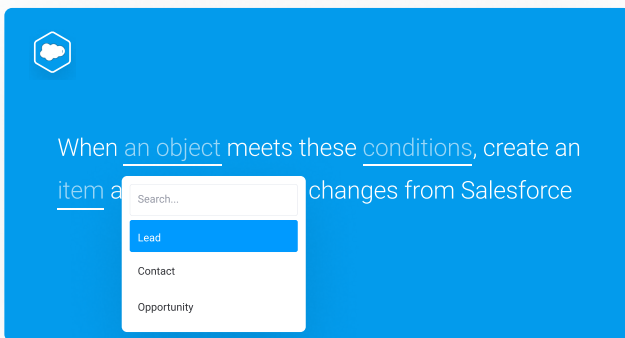 When an object meets these conditions, create an
item a changes from Salesforce
Search...
Lead
Contact
Opportunity